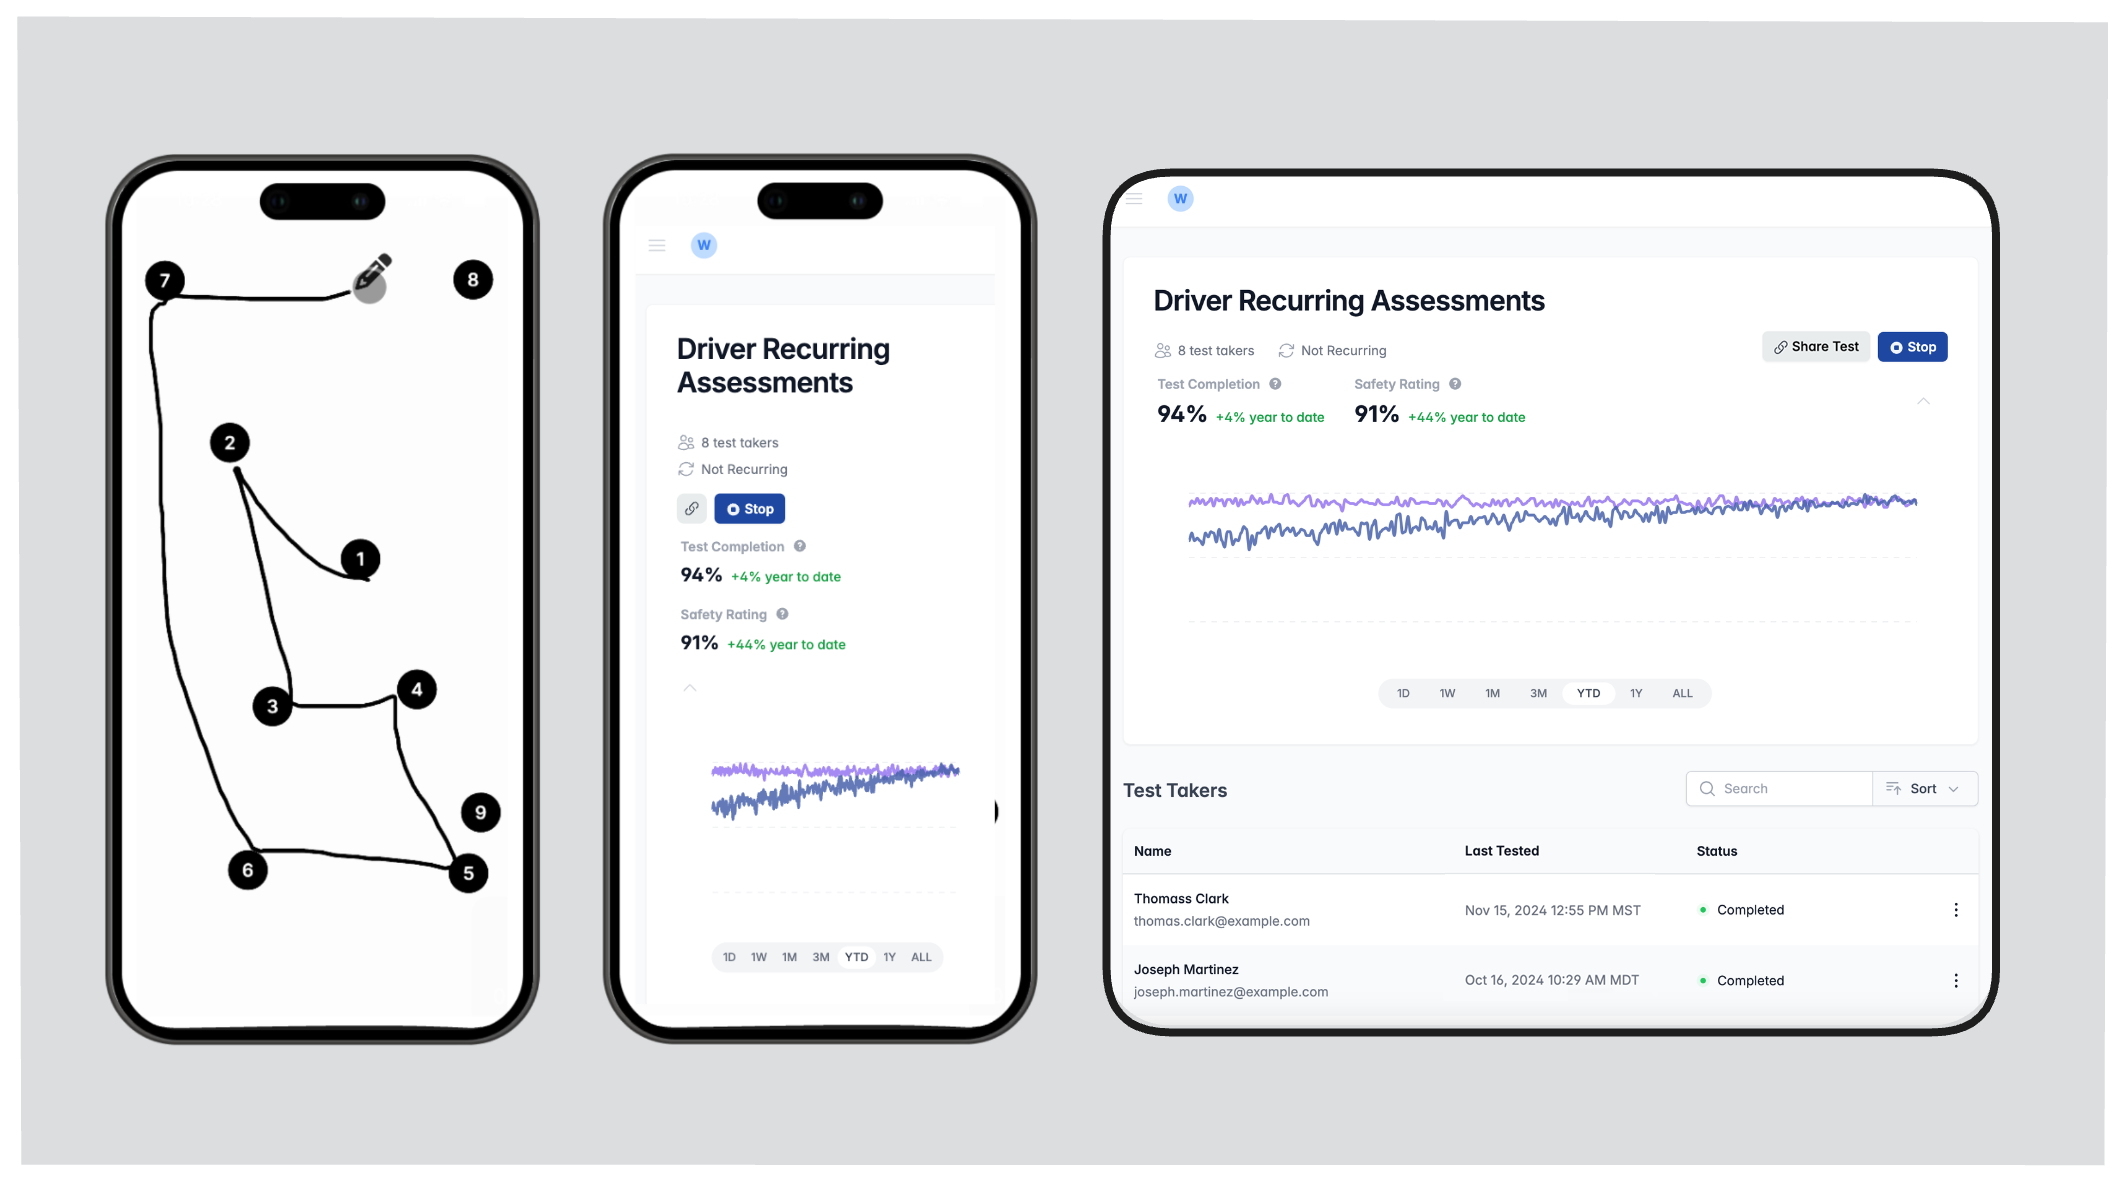 7
8
2
1
4
3
9
6
5
W
Driver Recurring
Assessments
8 test takers
Not Recurring
Stop
Test Completion
94% +4% year to date
Safety Rating
91% +44% year to date
1D 1W 1M 3M YTD 1Y ALL
W
Driver Recurring Assessments
8 test takers Not Recurring
Share Test Stop
Test Completion Safety Rating
94% +4% year to date 91% +44% year to date
1D 1W 1M 3M YTD 1Y ALL
Test Takers
Search Sort
Name Last Tested Status
Thomass Clark
thomas.clark@example.com
Nov 15, 2024 12:55 PM MST Completed
Joseph Martinez
joseph.martinez@example.com
Oct 16, 2024 10:29 AM MDT Completed